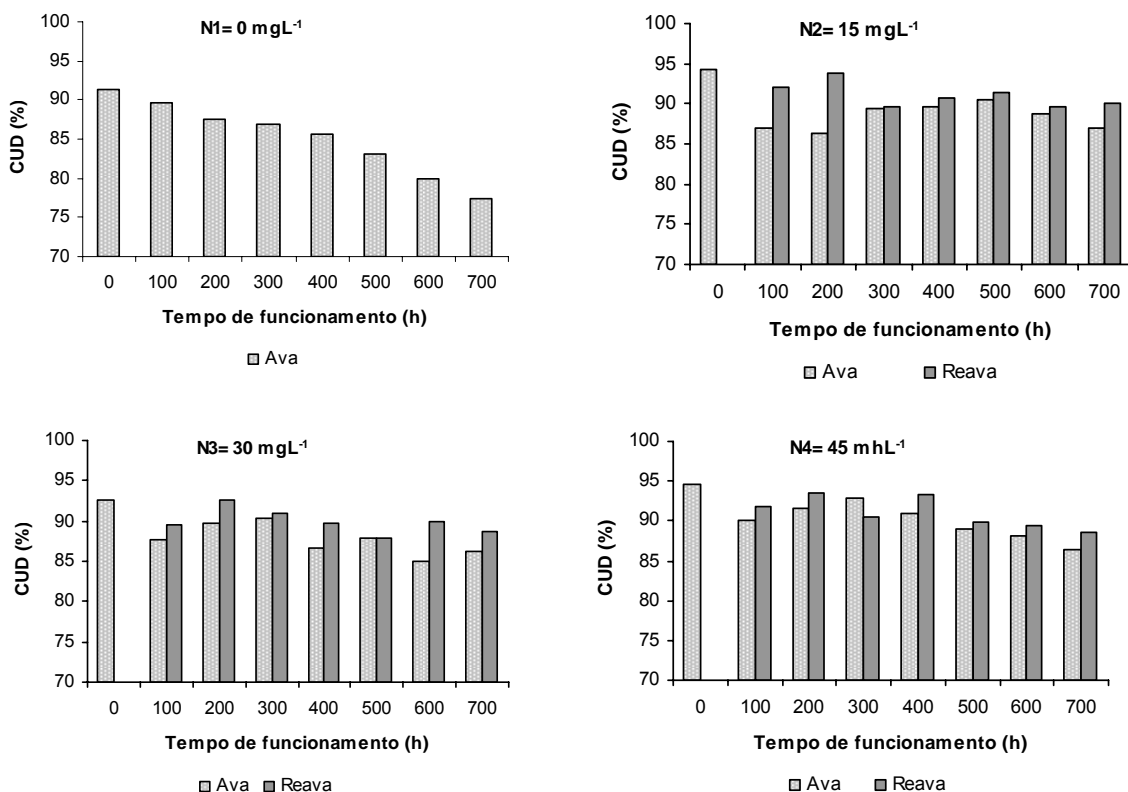 N1= 0 mgL⁻¹
100
95
90
85
80
75
70
CUD (%)
0 100 200 300 400 500 600 700
Tempo de funcionamento (h)
Ava
N2= 15 mgL⁻¹
100
95
90
85
80
75
70
CUD (%)
0 100 200 300 400 500 600 700
Tempo de funcionamento (h)
Ava Reava
N3= 30 mgL⁻¹
100
95
90
85
80
75
70
CUD (%)
0 100 200 300 400 500 600 700
Tempo de funcionamento (h)
Ava Reava
N4= 45 mhL⁻¹
100
95
90
85
80
75
70
CUD (%)
0 100 200 300 400 500 600 700
Tempo de funcionamento (h)
Ava Reava